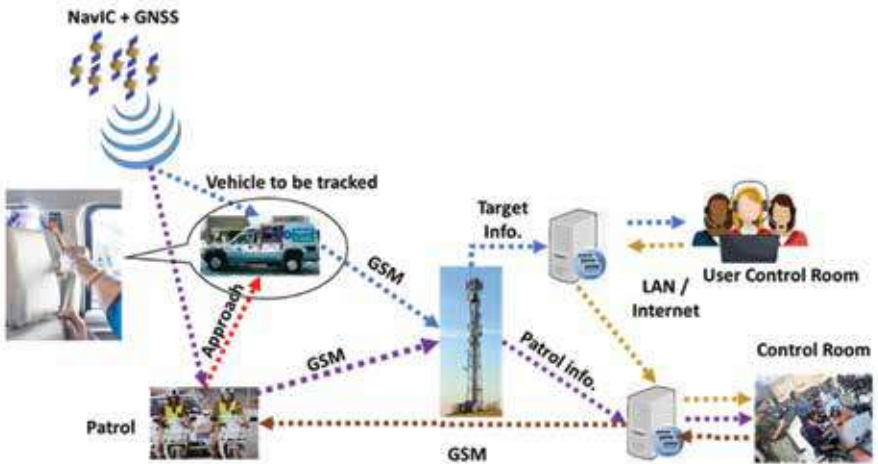 NavIC + GNSS
Vehicle to be tracked
Target
Info.
GSM
User Control Room
LAN /
Internet
Approach
GSM
Patrol info.
Control Room
Patrol
GSM